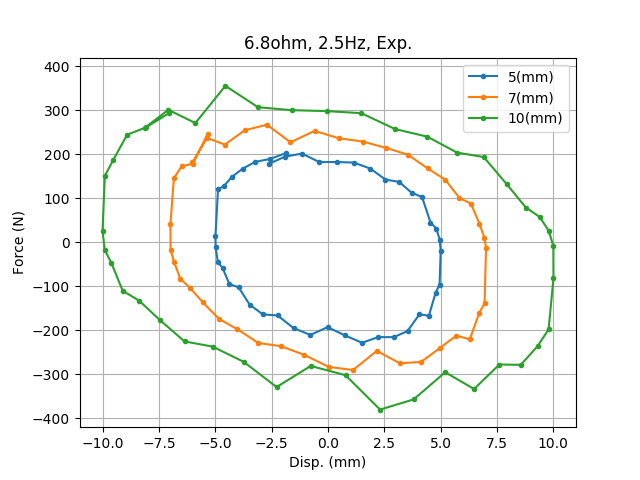 6.8ohm, 2.5Hz, Exp.
5(mm)
7(mm)
10(mm)
Force (N)
400
300
200
100
0
−100
−200
−300
−400
−10.0 −7.5 −5.0 −2.5 0.0 2.5 5.0 7.5 10.0
Disp. (mm)